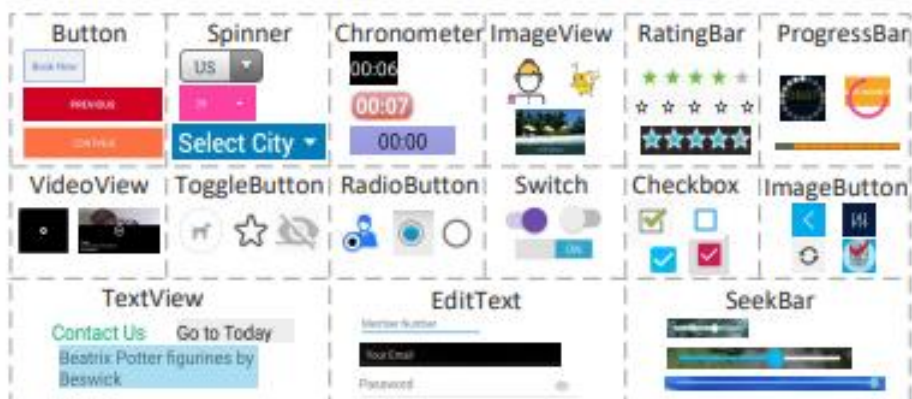 Button
Spinner
Chronometer
ImageView
RatingBar
ProgressBar
Book Now
US
00:06
PREVIOUS
00:07
CONTINUE
Select City
00:00
VideoView
ToggleButton
RadioButton
Switch
Checkbox
ImageButton
ON
TextView
EditText
SeekBar
Contact Us
Go to Today
Member Number
Beatrix Potter figurines by
Beswick
Your Email
Password